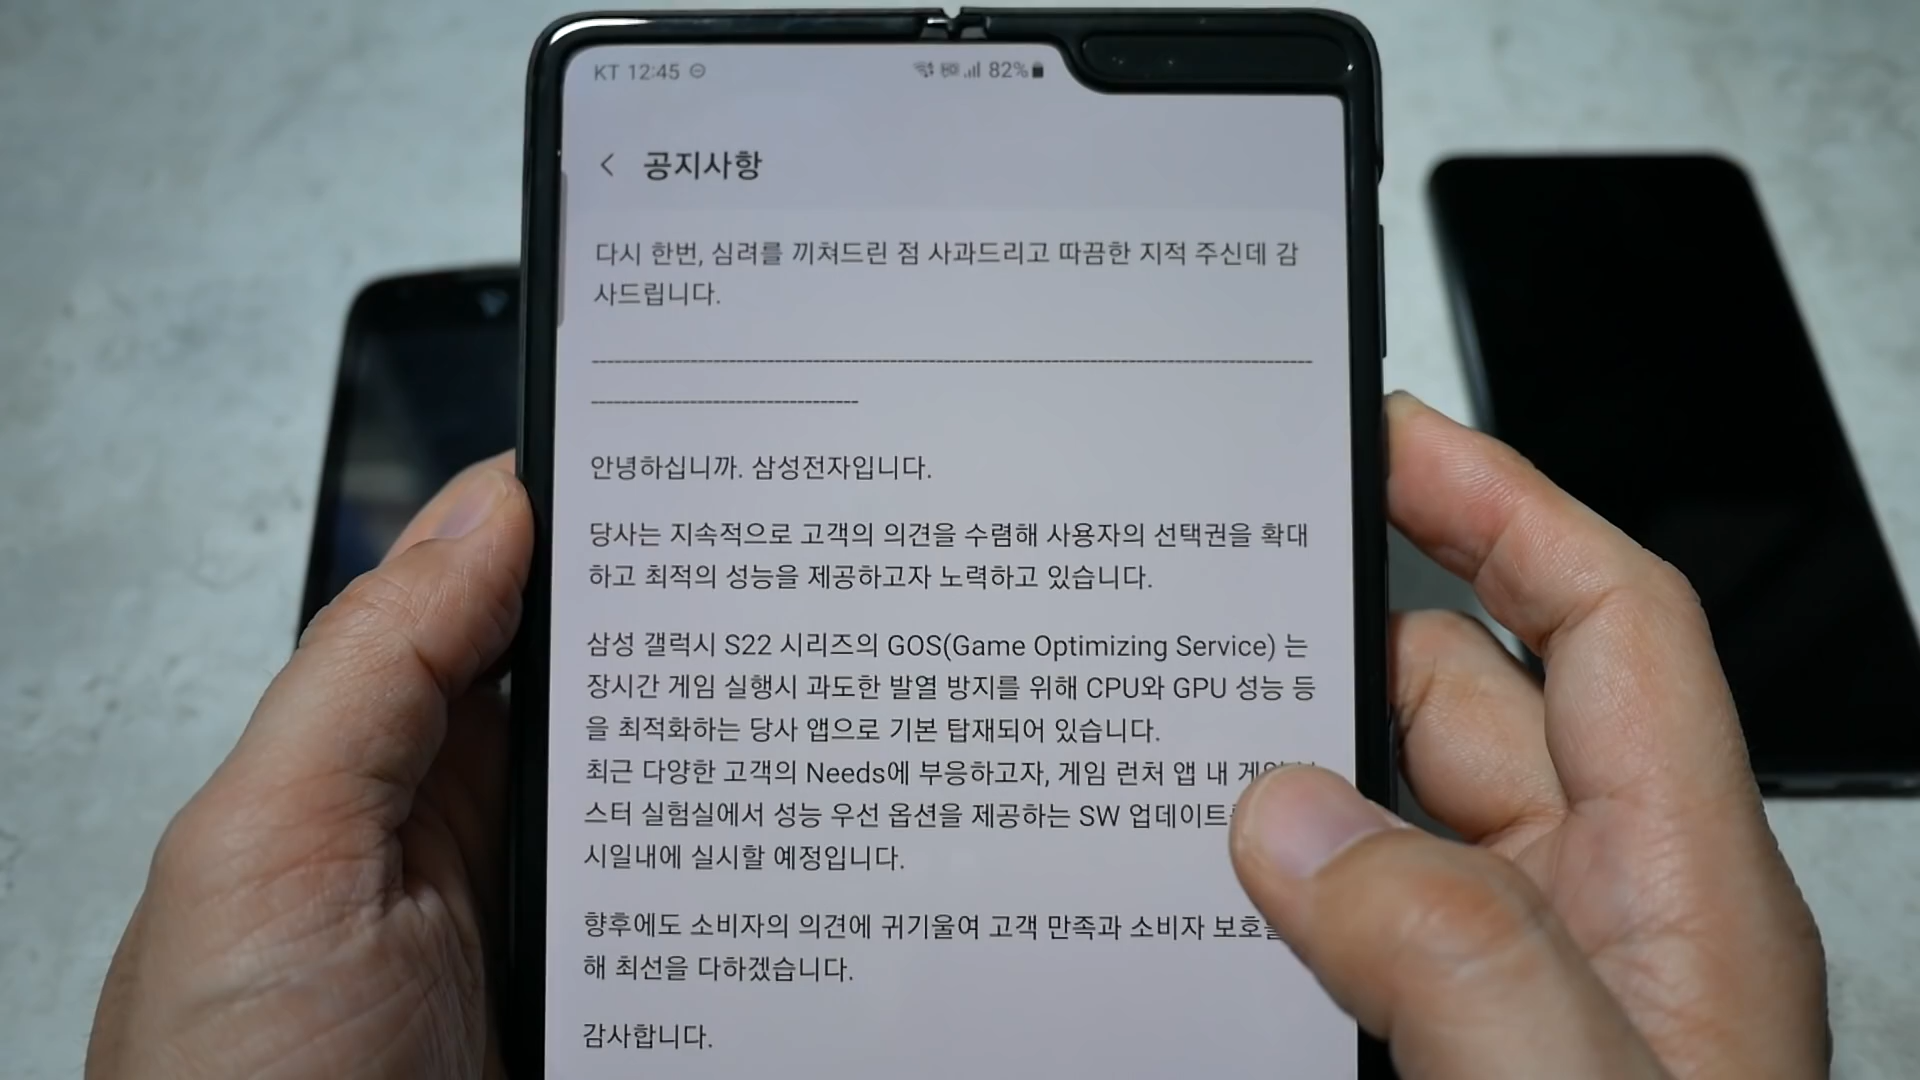 KT 12:45
82%
공지사항
다시 한번, 심려를 끼쳐드린 점 사과드리고 따끔한 지적 주신데 감
사드립니다.
안녕하십니까. 삼성전자입니다.
당사는 지속적으로 고객의 의견을 수렴해 사용자의 선택권을 확대
하고 최적의 성능을 제공하고자 노력하고 있습니다.
삼성 갤럭시 S22 시리즈의 GOS(Game Optimizing Service) 는
장시간 게임 실행시 과도한 발열 방지를 위해 CPU와 GPU 성능 등
을 최적화하는 당사 앱으로 기본 탑재되어 있습니다.
최근 다양한 고객의 Needs에 부응하고자, 게임 런처 앱 내
스터 실험실에서 성능 우선 옵션을 제공하는 SW 업데이트
시일내에 실시할 예정입니다.
향후에도 소비자의 의견에 귀기울여 고객 만족과 소비자
해 최선을 다하겠습니다.
감사합니다.